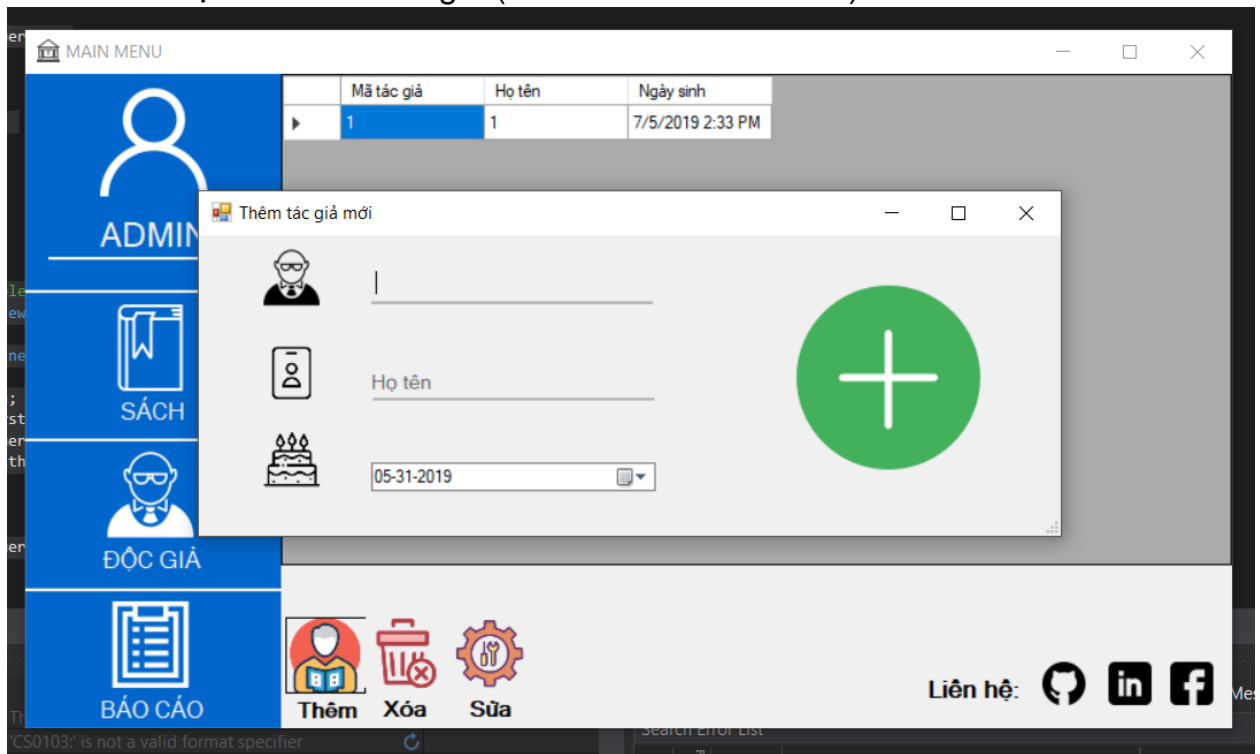 MAIN MENU
Mã tác giả Họ tên Ngày sinh
1 1 7/5/2019 2:33 PM
Thêm tác giả mới
ADMIN
Họ tên
SÁCH
05-31-2019
ĐỘC GIẢ
BÁO CÁO
Thêm Xóa Sửa
Liên hệ:
in
'CS0103:' is not a valid format specifier
Search Error List